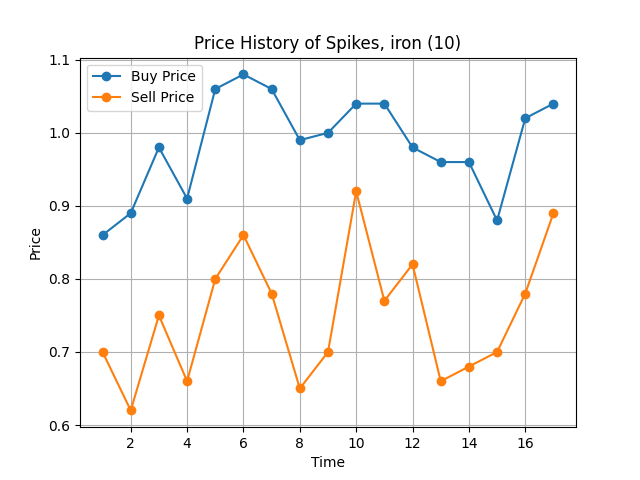 Price History of Spikes, iron (10)
Buy Price
Sell Price
1.1
1.0
0.9
0.8
0.7
0.6
Price
2 4 6 8 10 12 14 16
Time